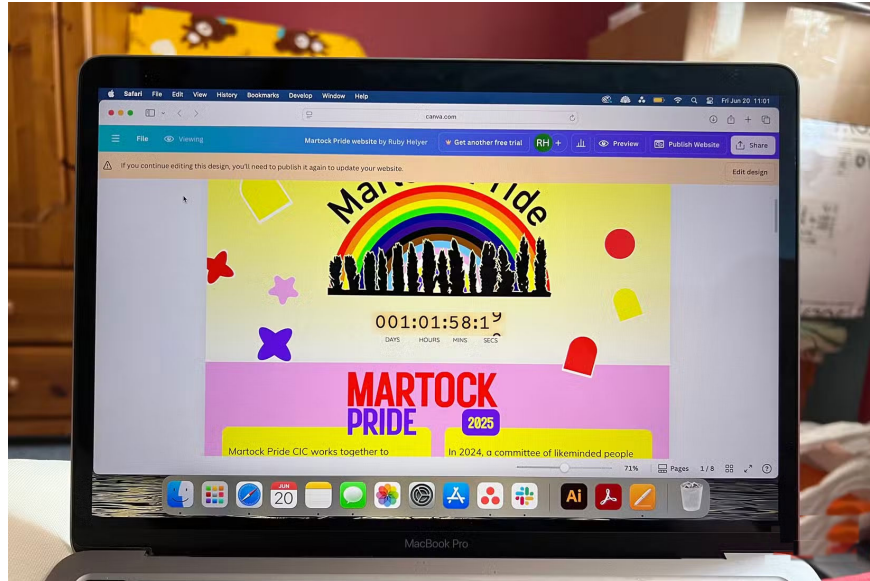 Safari File Edit View History Bookmarks Develop Window Help
Fri Jun 20 11:01
canva.com
File Viewing
Martock Pride website by Ruby Helyer
Get another free trial
RH
Preview
Publish Website
Share
If you continue editing this design, you'll need to publish it again to update your website.
Edit design
Martock Pride
001:01:58:19
DAYS HOURS MINS SECS
MARTOCK
PRIDE 2025
Martock Pride CIC works together to
In 2024, a committee of likeminded people
71% Pages 1/8
JUN
20
Ai
MacBook Pro